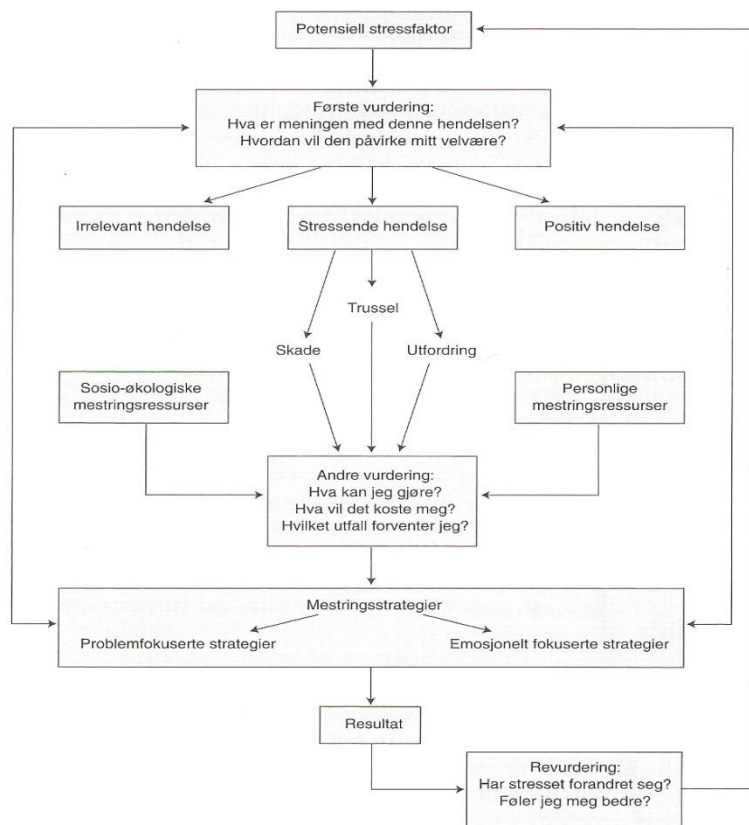 Potensiell stressfaktor
Første vurdering:
Hva er meningen med denne hendelsen?
Hvordan vil den påvirke mitt velvære?
Irrelevant hendelse
Stressende hendelse
Positiv hendelse
Trussel
Skade
Utfordring
Sosio-økologiske
mestringsressurser
Personlige
mestringsressurser
Andre vurdering:
Hva kan jeg gjøre?
Hva vil det koste meg?
Hvilket utfall forventer jeg?
Mestringsstrategier
Problemfokuserte strategier
Emosjonelt fokuserte strategier
Resultat
Revurdering:
Har stresset forandret seg?
Føler jeg meg bedre?